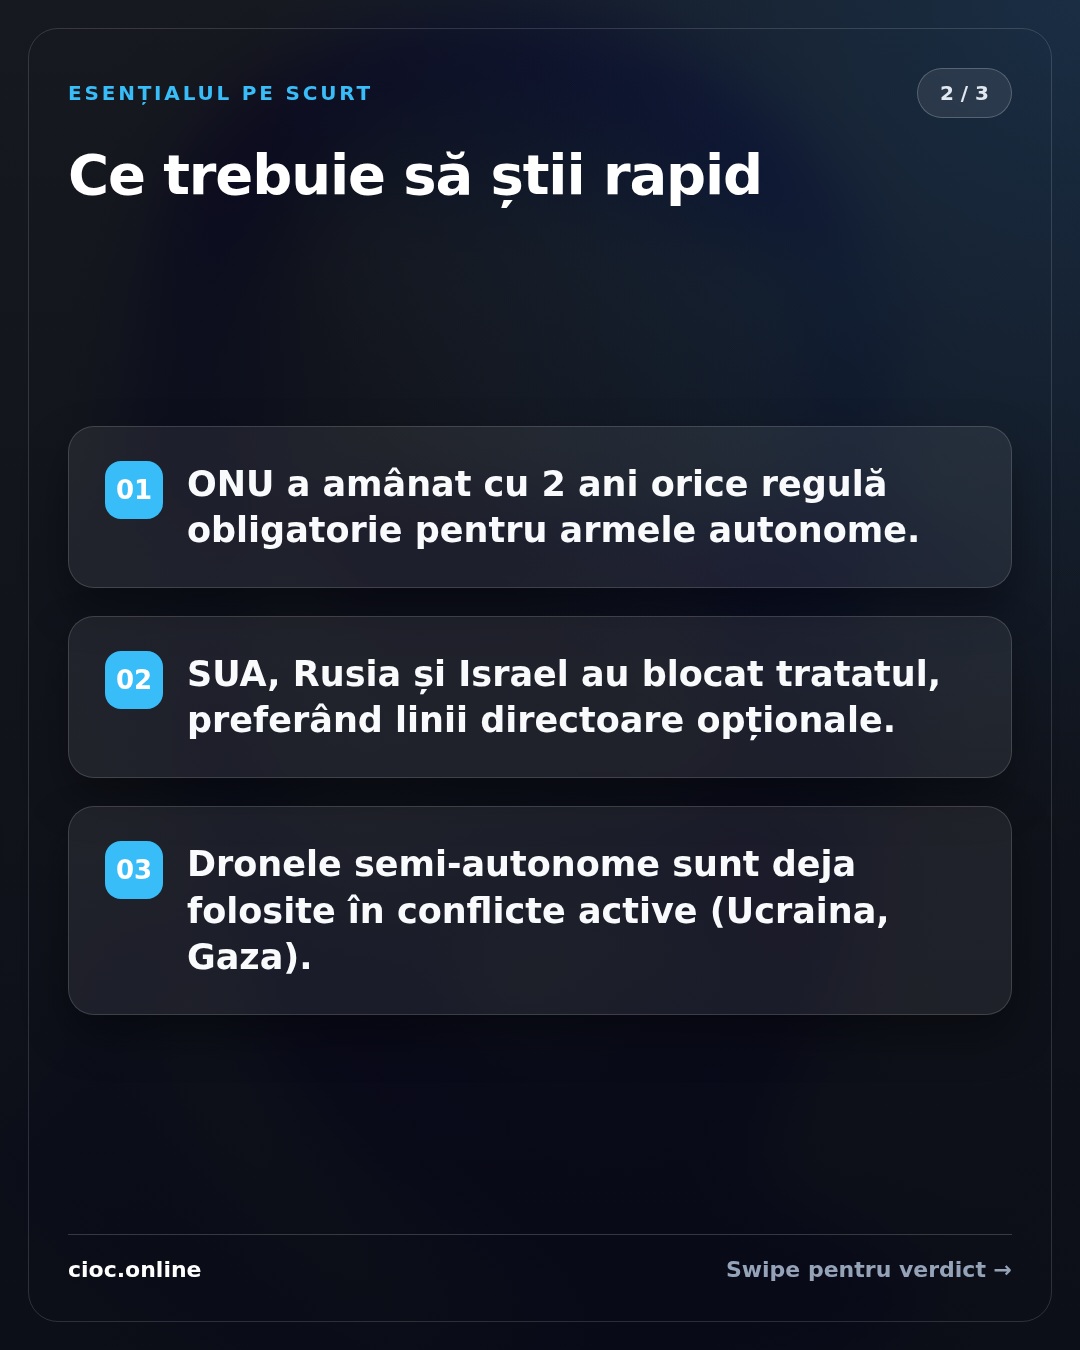 ESENȚIALUL PE SCURT
2 / 3
Ce trebuie să știi rapid
01
ONU a amânat cu 2 ani orice regulă
obligatorie pentru armele autonome.
02
SUA, Rusia și Israel au blocat tratatul,
preferând linii directoare opționale.
03
Dronele semi-autonome sunt deja
folosite în conflicte active (Ucraina,
Gaza).
cioc.online
Swipe pentru verdict →